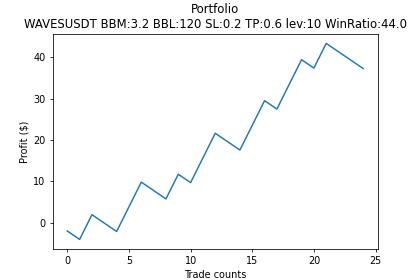 Portfolio
WAVESUSDT BBM:3.2 BBL:120 SL:0.2 TP:0.6 lev:10 WinRatio:44.0
40
30
20
10
0
Profit ($)
0 5 10 15 20 25
Trade counts